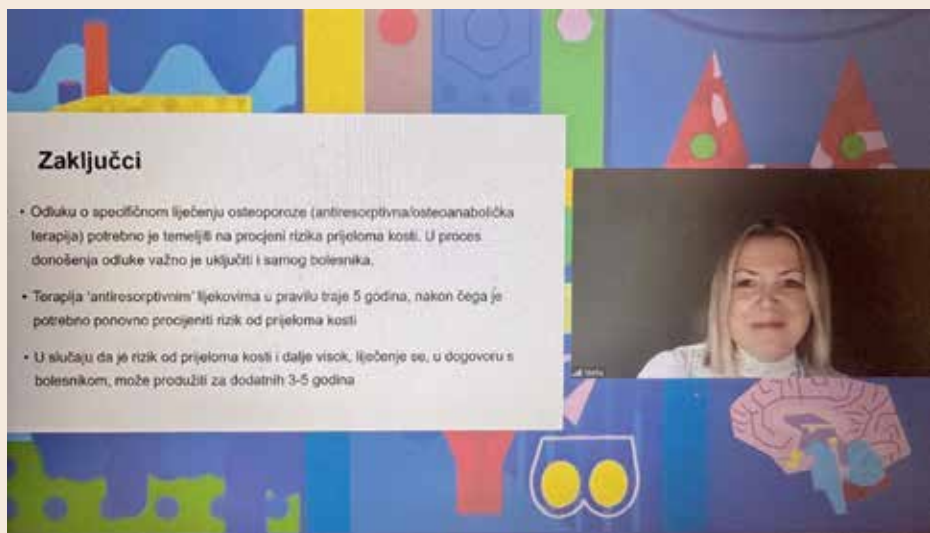 Zaključci
• Odluku o specifičnom liječenju osteoporoze (antiresorptivna/osteoanabolička
terapija) potrebno je temeljiti na procjeni rizika prijeloma kosti. U proces
donošenja odluke važno je uključiti i samog bolesnika.
• Terapija 'antiresorptivnim' lijekovima u pravilu traje 5 godina, nakon čega je
potrebno ponovno procijeniti rizik od prijeloma kosti
• U slučaju da je rizik od prijeloma kosti i dalje visok, liječenje se, u dogovoru s
bolesnikom, može produžiti za dodatnih 3-5 godina